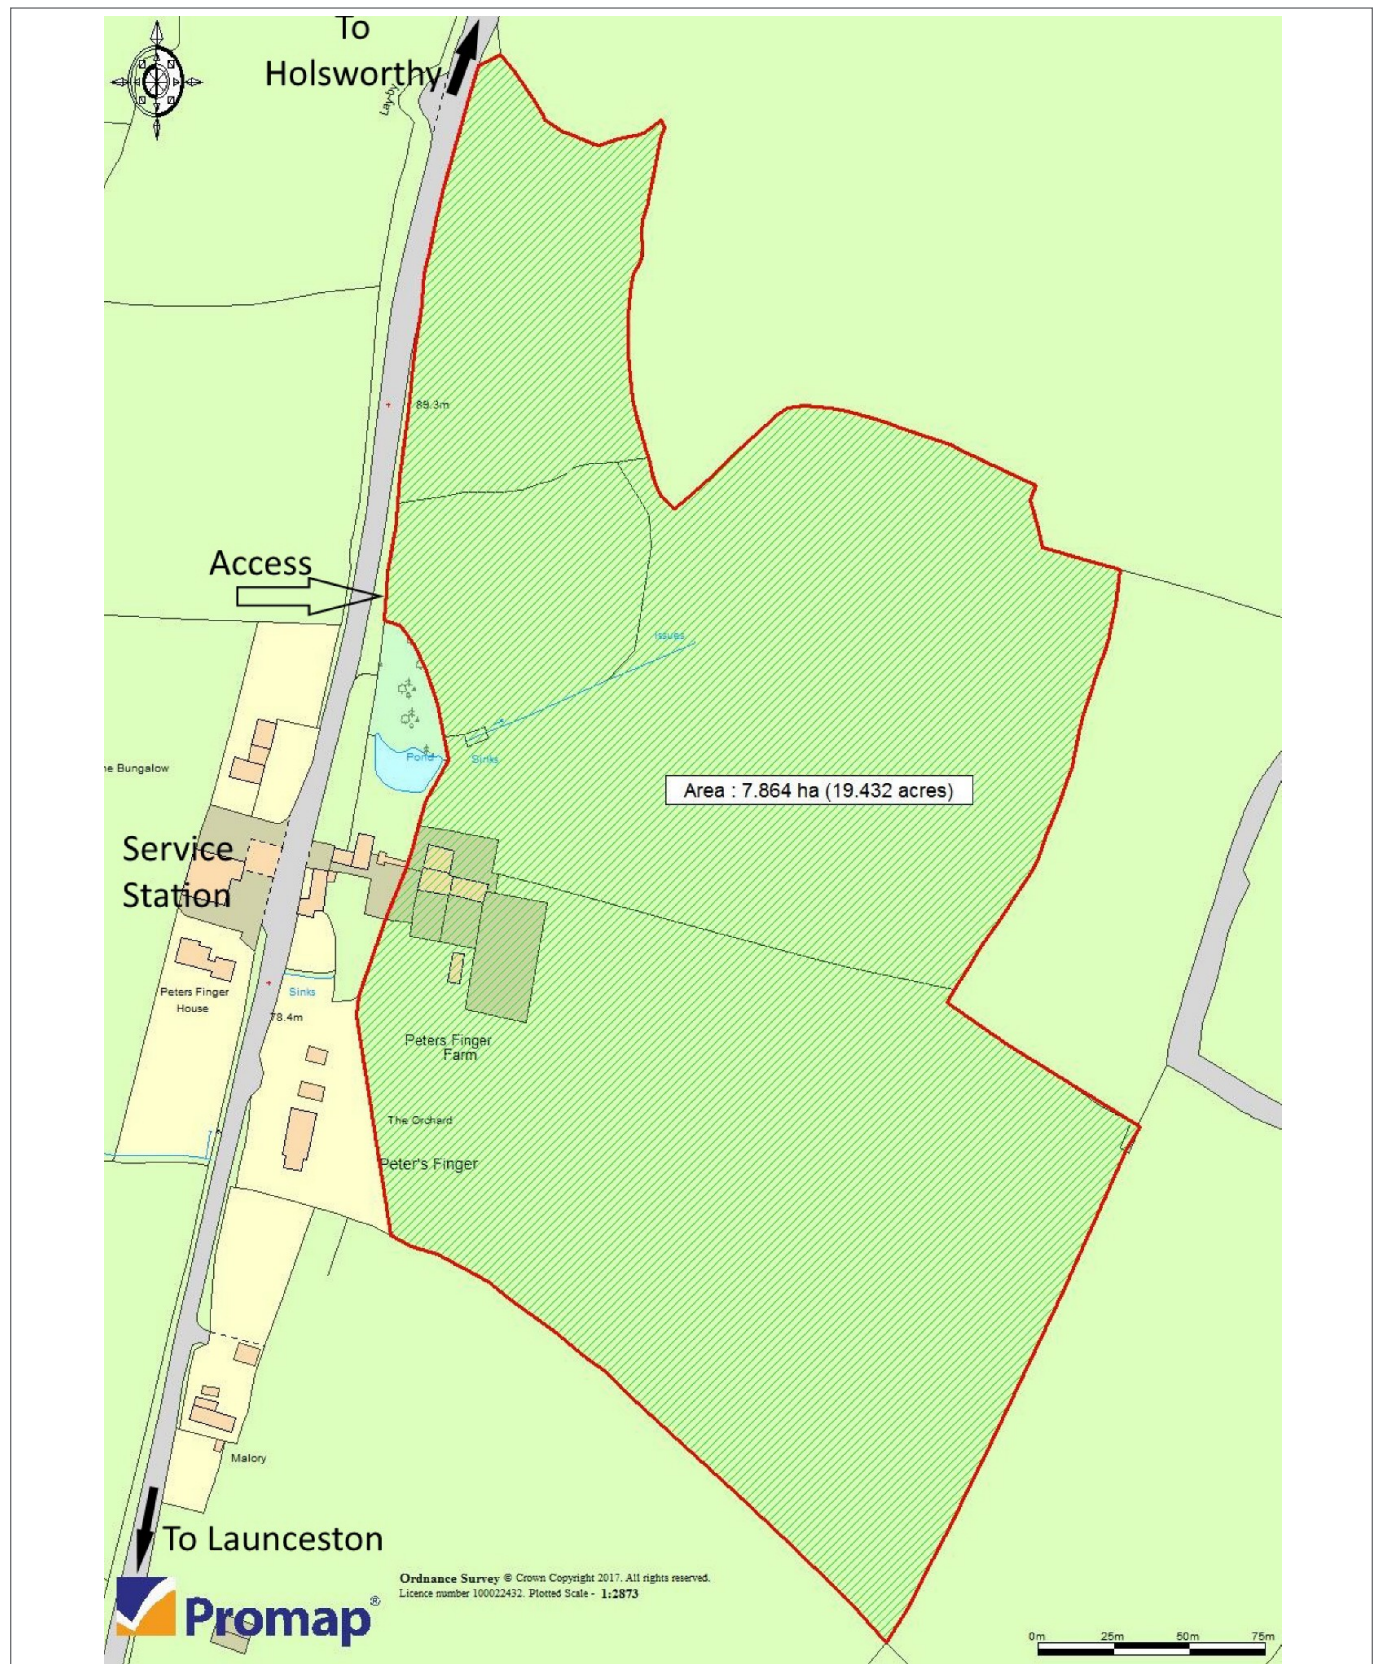 To
Holsworthy
Lay-by
89.3m
Access
Issues
Pond
Sinks
he Bungalow
Area : 7.864 ha (19.432 acres)
Service
Station
Peters Finger
House
Sinks
78.4m
Peters Finger
Farm
The Orchard
Peter's Finger
Malory
To Launceston
Ordnance Survey © Crown Copyright 2017. All rights reserved.
Licence number 100022432. Plotted Scale - 1:2873
Promap®
0m 25m 50m 75m